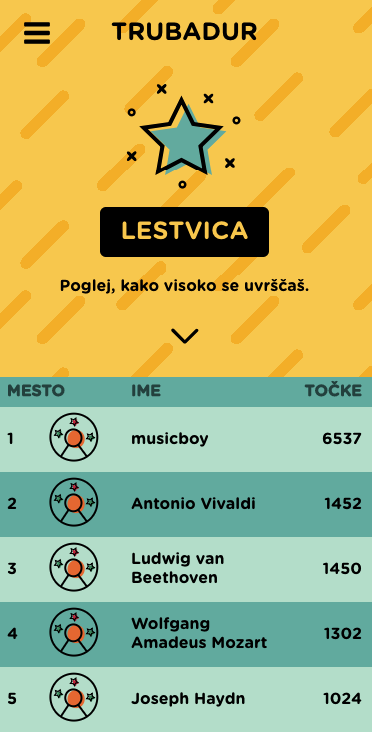 TRUBADUR
LESTVICA
Poglej, kako visoko se uvrščaš.
MESTO IME TOČKE
1 musicboy 6537
2 Antonio Vivaldi 1452
3 Ludwig van Beethoven 1450
4 Wolfgang Amadeus Mozart 1302
5 Joseph Haydn 1024